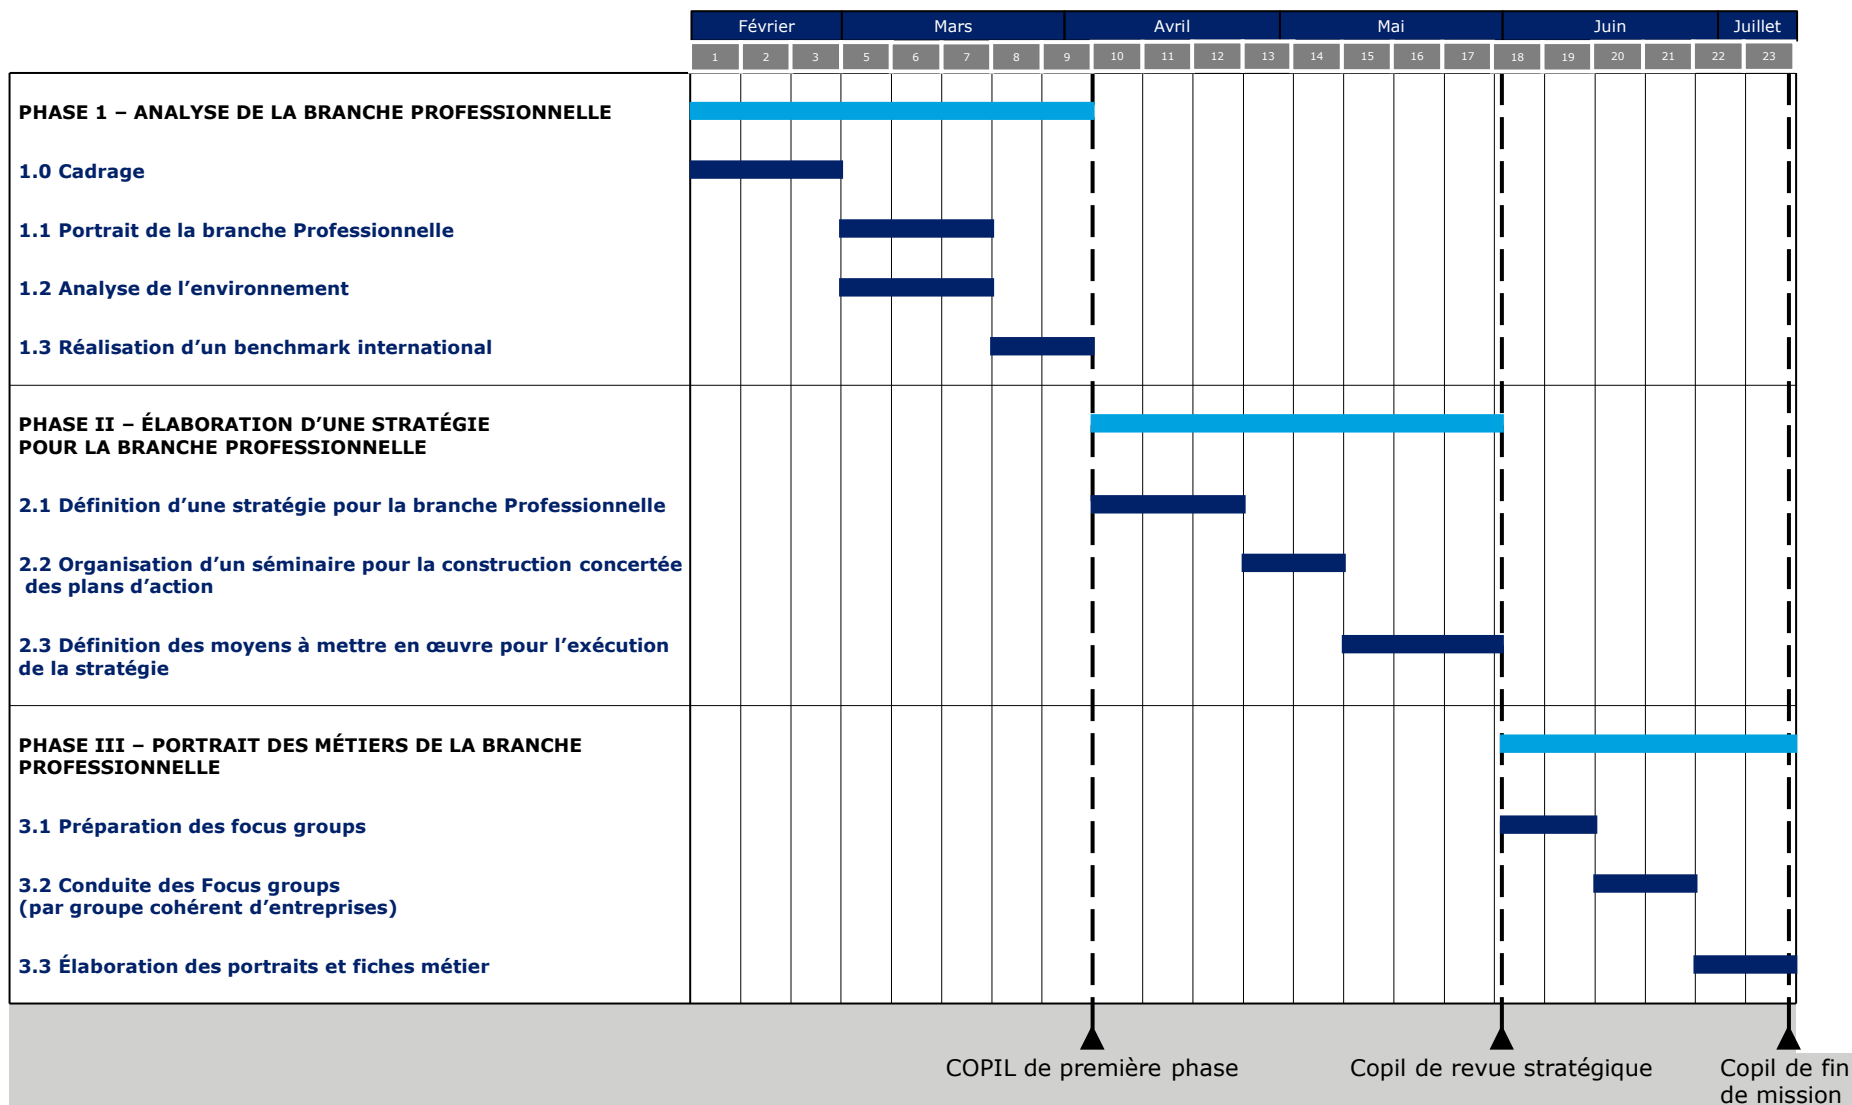 Février Mars Avril Mai Juin Juillet
1 2 3 5 6 7 8 9 10 11 12 13 14 15 16 17 18 19 20 21 22 23
PHASE 1 – ANALYSE DE LA BRANCHE PROFESSIONNELLE
1.0 Cadrage
1.1 Portrait de la branche Professionnelle
1.2 Analyse de l’environnement
1.3 Réalisation d’un benchmark international
PHASE II – ÉLABORATION D’UNE STRATÉGIE
POUR LA BRANCHE PROFESSIONNELLE
2.1 Définition d’une stratégie pour la branche Professionnelle
2.2 Organisation d’un séminaire pour la construction concertée
des plans d’action
2.3 Définition des moyens à mettre en œuvre pour l’exécution
de la stratégie
PHASE III – PORTRAIT DES MÉTIERS DE LA BRANCHE
PROFESSIONNELLE
3.1 Préparation des focus groups
3.2 Conduite des Focus groups
(par groupe cohérent d’entreprises)
3.3 Élaboration des portraits et fiches métier
COPIL de première phase
Copil de revue stratégique
Copil de fin
de mission